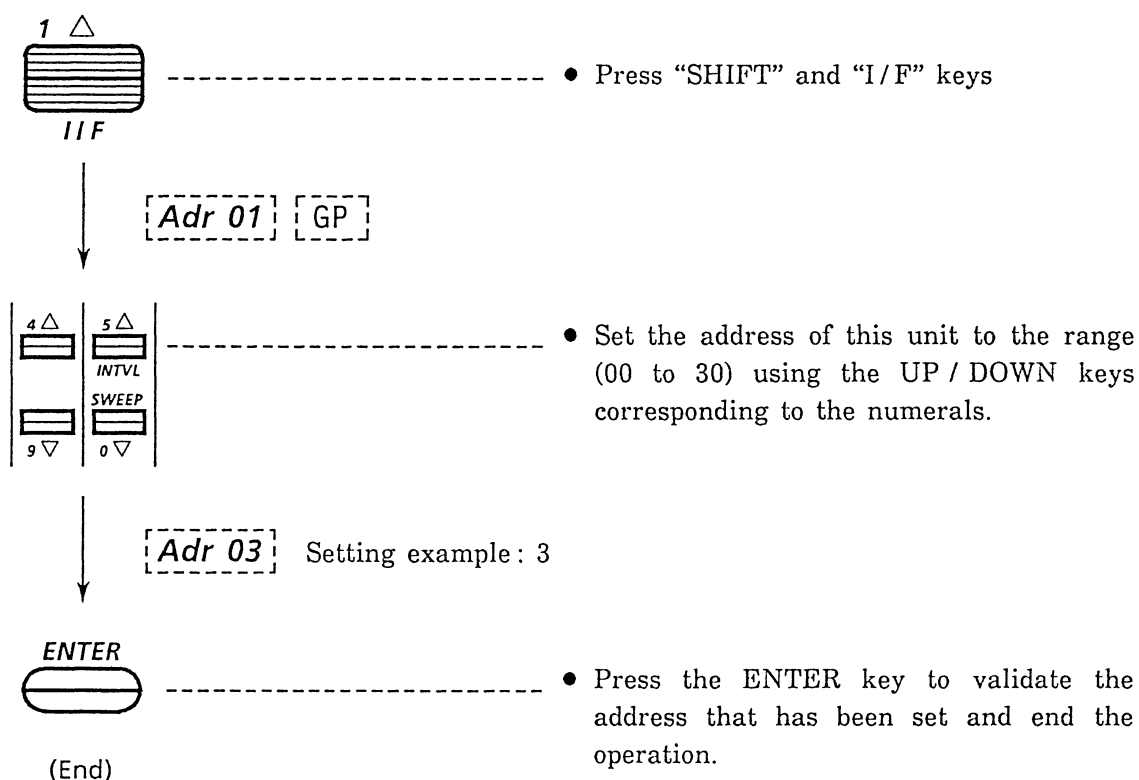 1 △
I / F
● Press “SHIFT” and “I / F” keys
Adr 01 GP
4 △ 5 △
INTVL
SWEEP
9 ▽ 0 ▽
● Set the address of this unit to the range
(00 to 30) using the UP / DOWN keys
corresponding to the numerals.
Adr 03 Setting example : 3
ENTER
● Press the ENTER key to validate the
address that has been set and end the
operation.
(End)